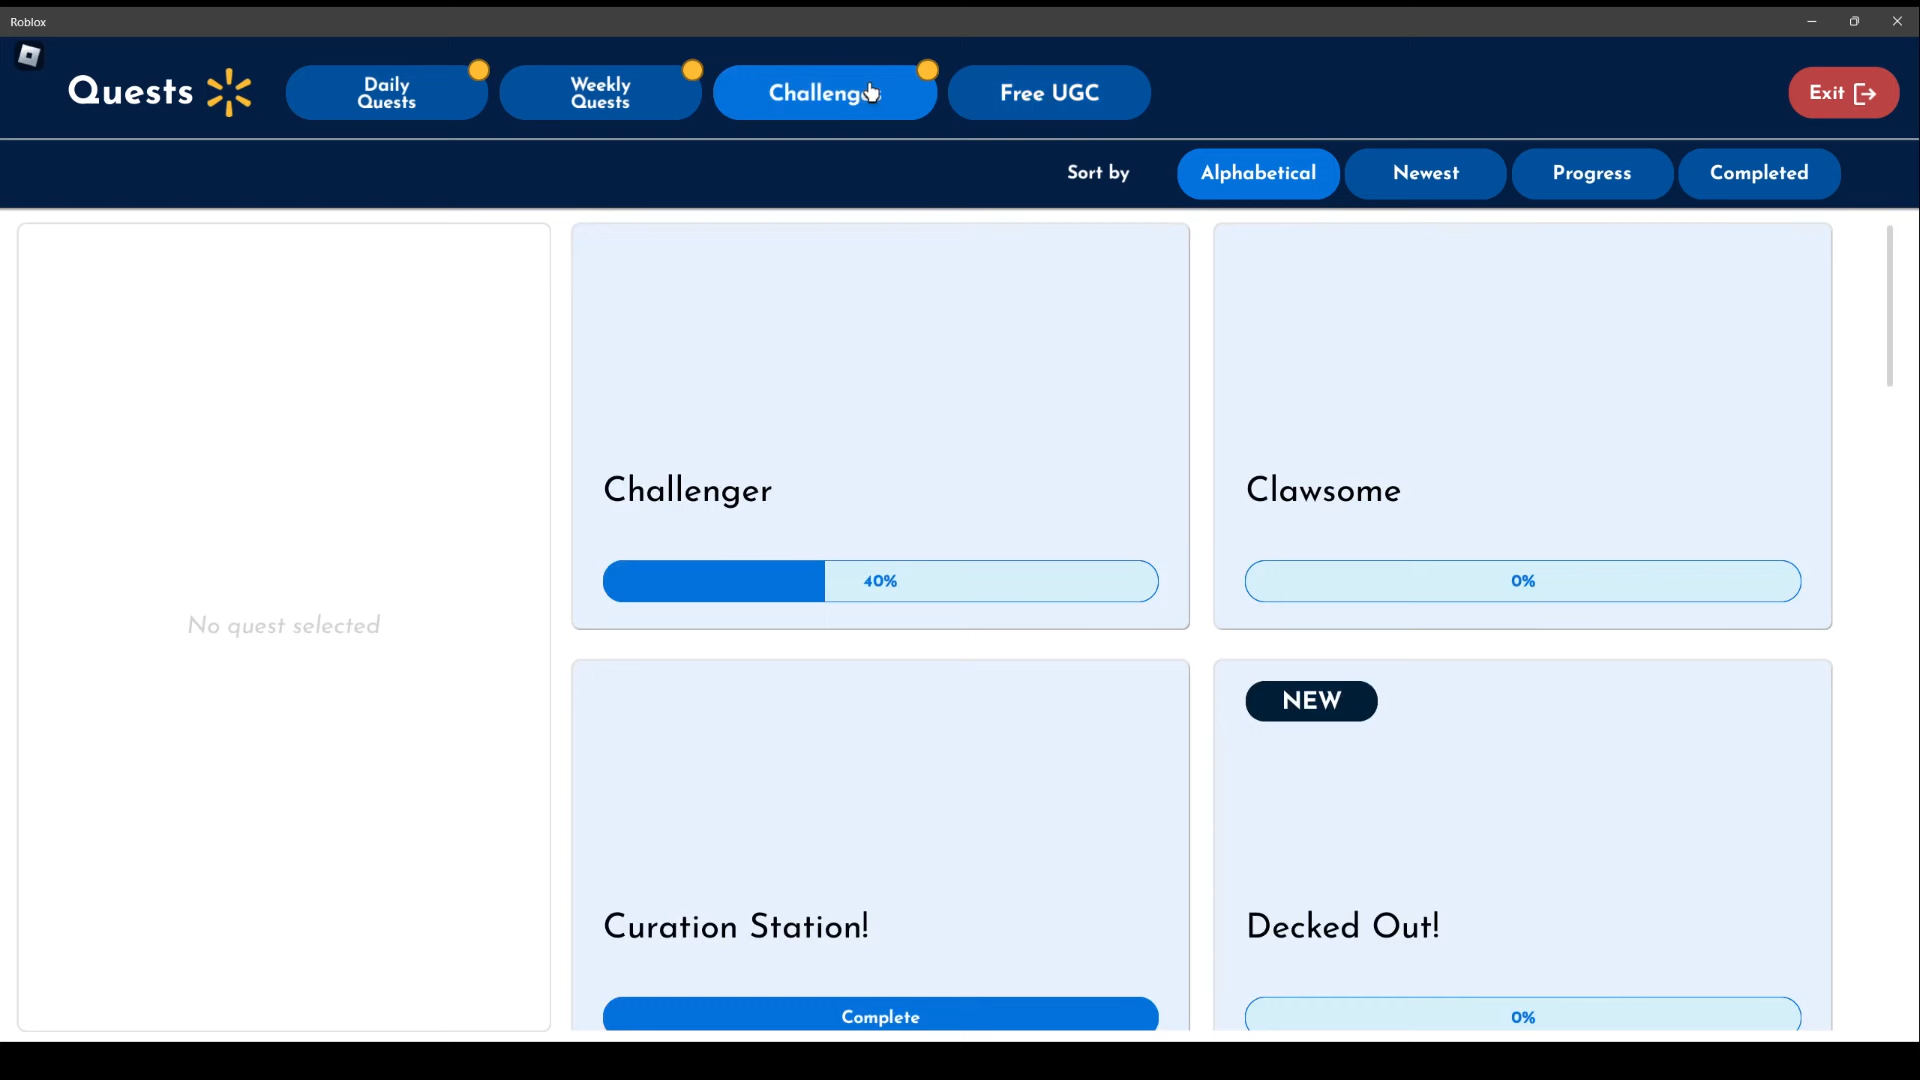 Roblox
Quests
Daily
Quests
Weekly
Quests
Free UGC
Exit
Sort by
Alphabetical
Newest
Progress
Completed
No quest selected
Challenger
40%
Clawsome
0%
Curation Station!
Complete
NEW
Decked Out!
0%